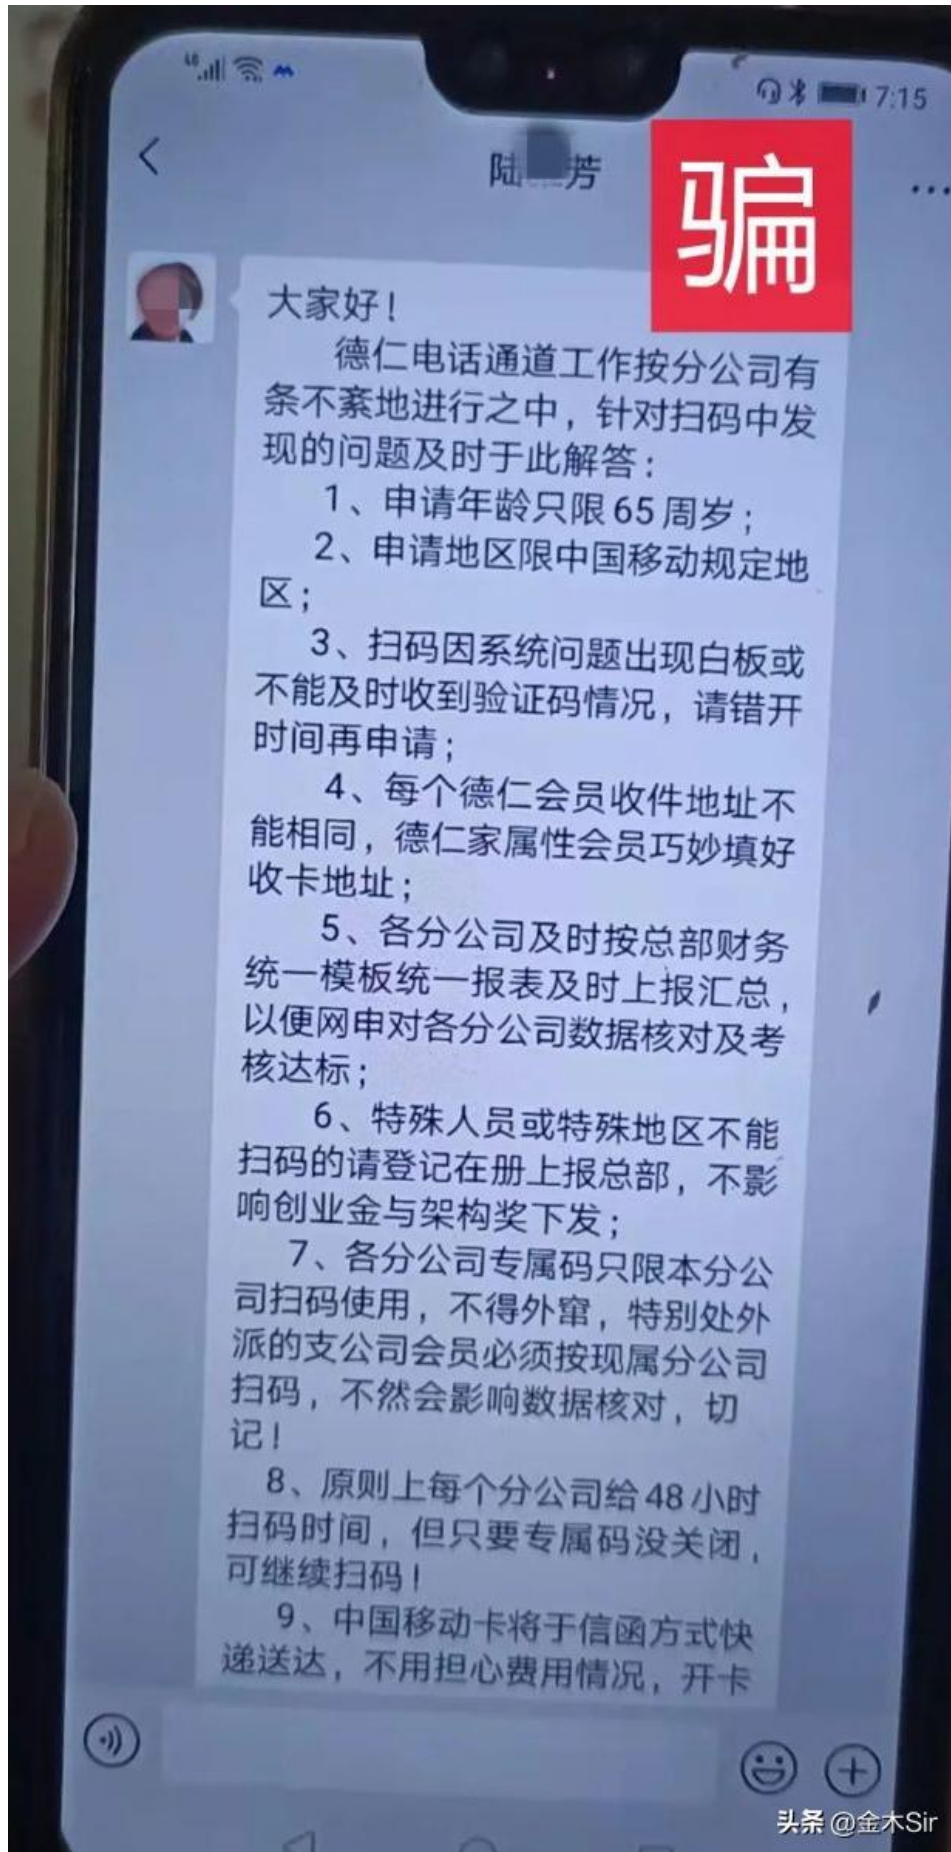 4G
7:15
陆 芳
骗
大家好！
德仁电话通道工作按分公司有
条不紊地进行之中，针对扫码中发
现的问题及时于此解答：
1、申请年龄只限65周岁；
2、申请地区限中国移动规定地
区；
3、扫码因系统问题出现白板或
不能及时收到验证码情况，请错开
时间再申请；
4、每个德仁会员收件地址不
能相同，德仁家属性会员巧妙填好
收卡地址；
5、各分公司及时按总部财务
统一模板统一报表及时上报汇总，
以便网申对各分公司数据核对及考
核达标；
6、特殊人员或特殊地区不能
扫码的请登记在册上报总部，不影
响创业金与架构奖下发；
7、各分公司专属码只限本分公
司扫码使用，不得外窜，特别处外
派的支公司会员必须按现属分公司
扫码，不然会影响数据核对，切
记！
8、原则上每个分公司给48小时
扫码时间，但只要专属码没关闭，
可继续扫码！
9、中国移动卡将于信函方式快
递送达，不用担心费用情况，开卡
头条 @金木Sir